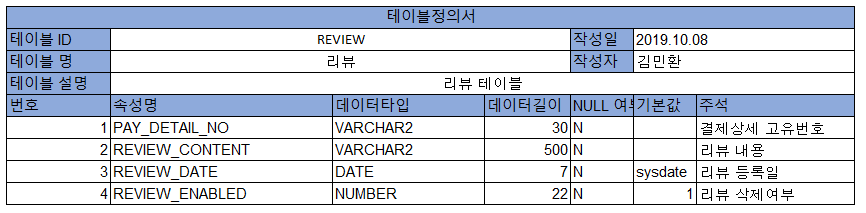 테이블정의서
테이블 ID REVIEW 작성일 2019.10.08
테이블 명 리뷰 작성자 김민환
테이블 설명 리뷰 테이블
번호 속성명 데이터타입 데이터길이 NULL 여부 기본값 주석
1 PAY_DETAIL_NO VARCHAR2 30 N 결제상세 고유번호
2 REVIEW_CONTENT VARCHAR2 500 N 리뷰 내용
3 REVIEW_DATE DATE 7 N sysdate 리뷰 등록일
4 REVIEW_ENABLED NUMBER 22 N 1 리뷰 삭제여부